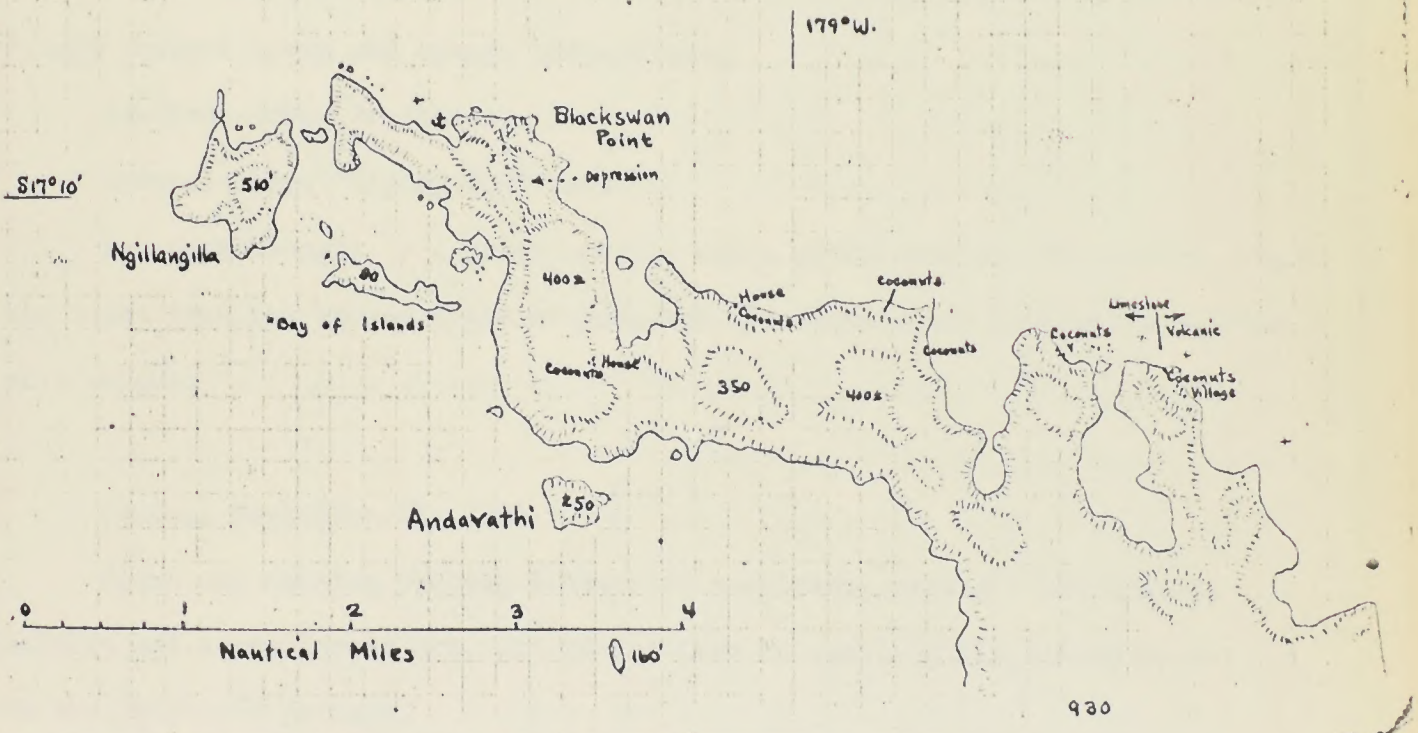 179°W.
Blackswan
Point
Depression
S17°10'
510'
Ngillangilla
80
"Bay of Islands"
400±
House
Coconuts
Coconuts
Limestone
Volcanic
Coconuts
Coconuts
Coconuts
Village
Coconuts House
350
400±
Andavathi
250
0 1 2 3 4
Nautical Miles
160'
930